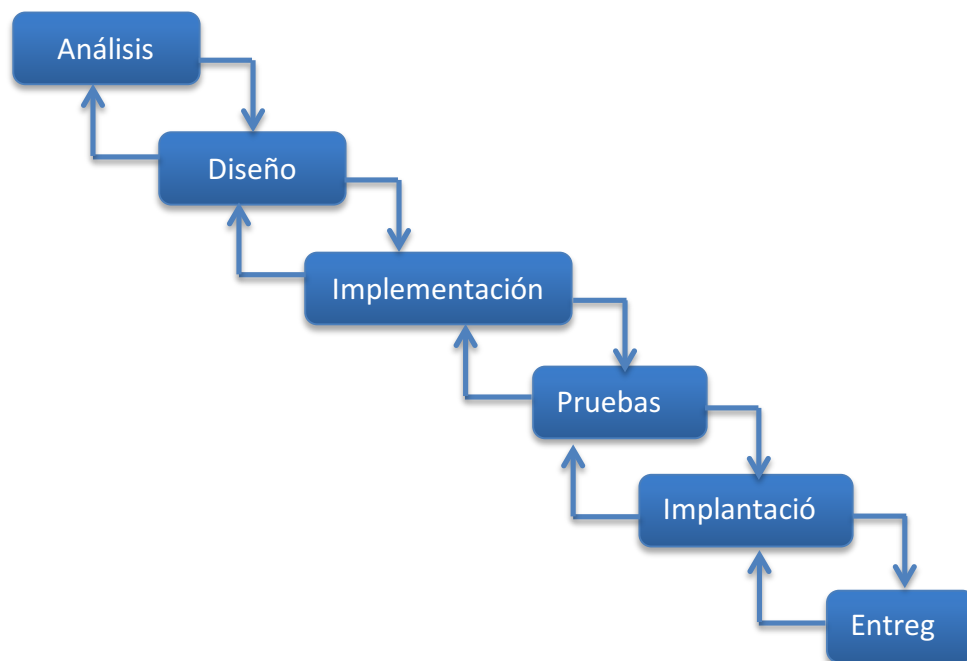 Análisis
Diseño
Implementación
Pruebas
Implantació
Entreg